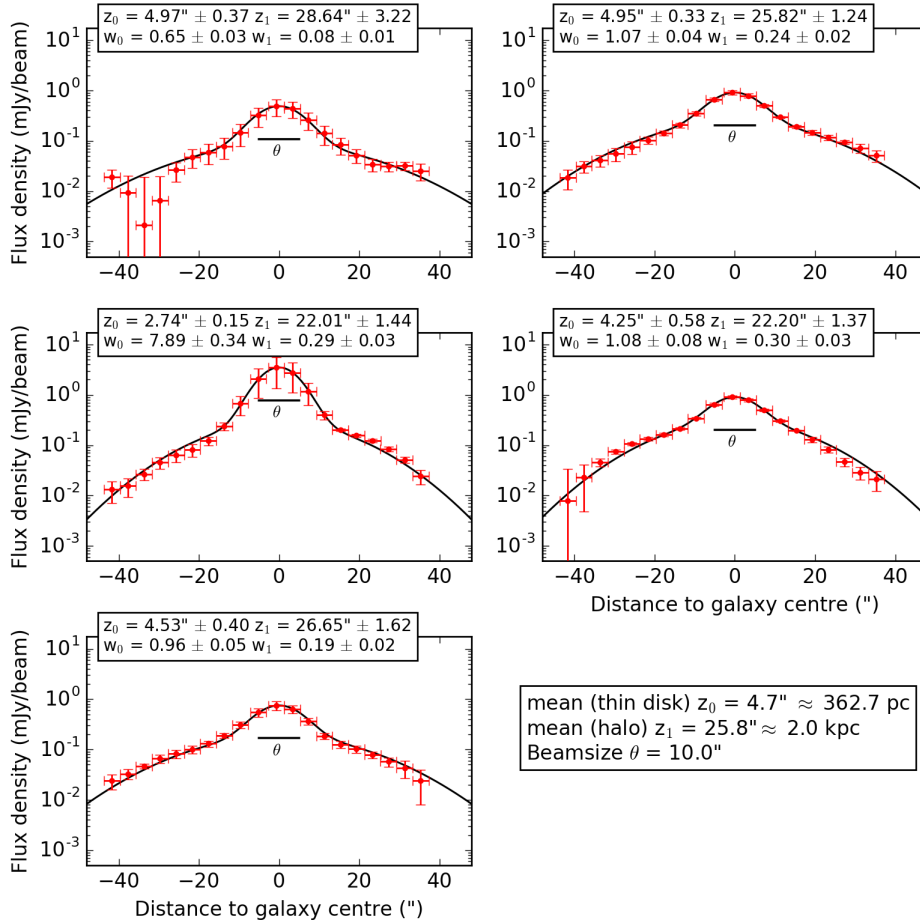 z₀ = 4.97" ± 0.37 z₁ = 28.64" ± 3.22
w₀ = 0.65 ± 0.03 w₁ = 0.08 ± 0.01
Flux density (mJy/beam)
10¹
10⁰
10⁻¹
10⁻²
10⁻³
θ
−40 −20 0 20 40
z₀ = 4.95" ± 0.33 z₁ = 25.82" ± 1.24
w₀ = 1.07 ± 0.04 w₁ = 0.24 ± 0.02
10¹
10⁰
10⁻¹
10⁻²
10⁻³
θ
−40 −20 0 20 40
z₀ = 2.74" ± 0.15 z₁ = 22.01" ± 1.44
w₀ = 7.89 ± 0.34 w₁ = 0.29 ± 0.03
Flux density (mJy/beam)
10¹
10⁰
10⁻¹
10⁻²
10⁻³
θ
−40 −20 0 20 40
z₀ = 4.25" ± 0.58 z₁ = 22.20" ± 1.37
w₀ = 1.08 ± 0.08 w₁ = 0.30 ± 0.03
10¹
10⁰
10⁻¹
10⁻²
10⁻³
θ
−40 −20 0 20 40
Distance to galaxy centre (")
z₀ = 4.53" ± 0.40 z₁ = 26.65" ± 1.62
w₀ = 0.96 ± 0.05 w₁ = 0.19 ± 0.02
Flux density (mJy/beam)
10¹
10⁰
10⁻¹
10⁻²
10⁻³
θ
−40 −20 0 20 40
Distance to galaxy centre (")
mean (thin disk) z₀ = 4.7" ≈ 362.7 pc
mean (halo) z₁ = 25.8" ≈ 2.0 kpc
Beamsize θ = 10.0"